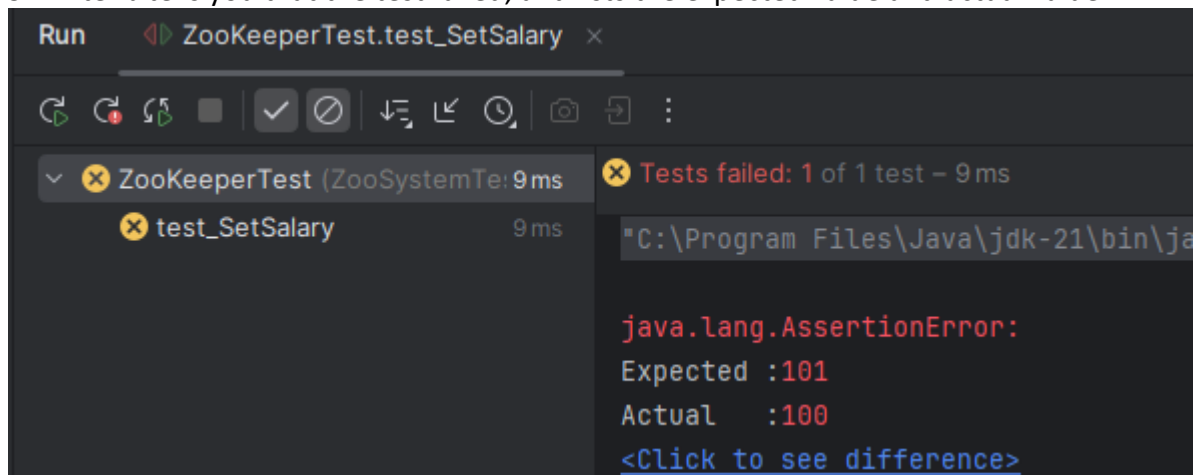 Run ZooKeeperTest.test_SetSalary
ZooKeeperTest (ZooSystemTe: 9 ms
test_SetSalary 9 ms
Tests failed: 1 of 1 test – 9 ms
"C:\Program Files\Java\jdk-21\bin\ja
java.lang.AssertionError:
Expected :101
Actual :100
<Click to see difference>